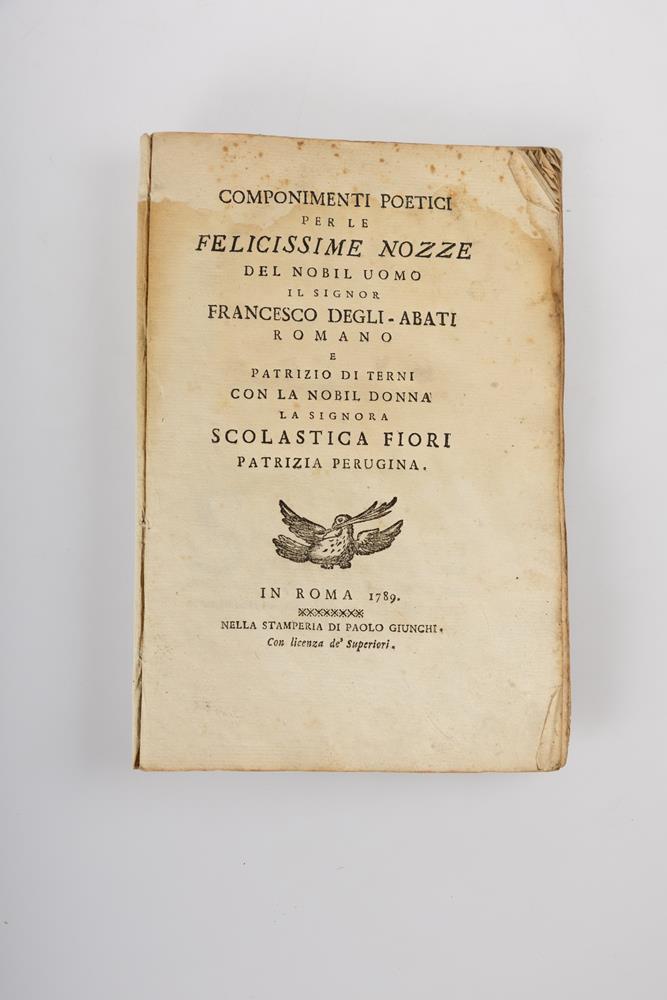 COMPONIMENTI POETICI
PER LE
FELICISSIME NOZZE
DEL NOBIL UOMO
IL SIGNOR
FRANCESCO DEGLI-ABATI
ROMANO
E
PATRIZIO DI TERNI
CON LA NOBIL DONNA
LA SIGNORA
SCOLASTICA FIORI
PATRIZIA PERUGINA.
IN ROMA 1789.
NELLA STAMPERIA DI PAOLO GIUNCHI.
Con licenza de' Superiori.